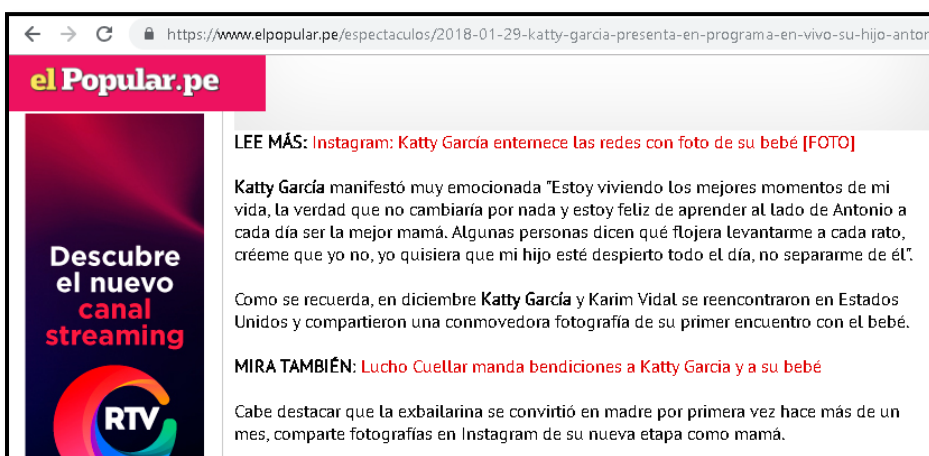 https://www.elpopular.pe/espectaculos/2018-01-29-katty-garcia-presenta-en-programa-en-vivo-su-hijo-anton
el Popular.pe
LEE MÁS: Instagram: Katty García enternece las redes con foto de su bebé [FOTO]
Katty García manifestó muy emocionada "Estoy viviendo los mejores momentos de mi
vida, la verdad que no cambiaría por nada y estoy feliz de aprender al lado de Antonio a
cada día ser la mejor mamá. Algunas personas dicen qué flojera levantarme a cada rato,
créeme que yo no, yo quisiera que mi hijo esté despierto todo el día, no separarme de él".
Como se recuerda, en diciembre Katty García y Karim Vidal se reencontraron en Estados
Unidos y compartieron una conmovedora fotografía de su primer encuentro con el bebé.
MIRA TAMBIÉN: Lucho Cuellar manda bendiciones a Katty Garcia y a su bebé
Cabe destacar que la exbailarina se convirtió en madre por primera vez hace más de un
mes, comparte fotografías en Instagram de su nueva etapa como mamá.
Descubre
el nuevo
canal
streaming
RTV